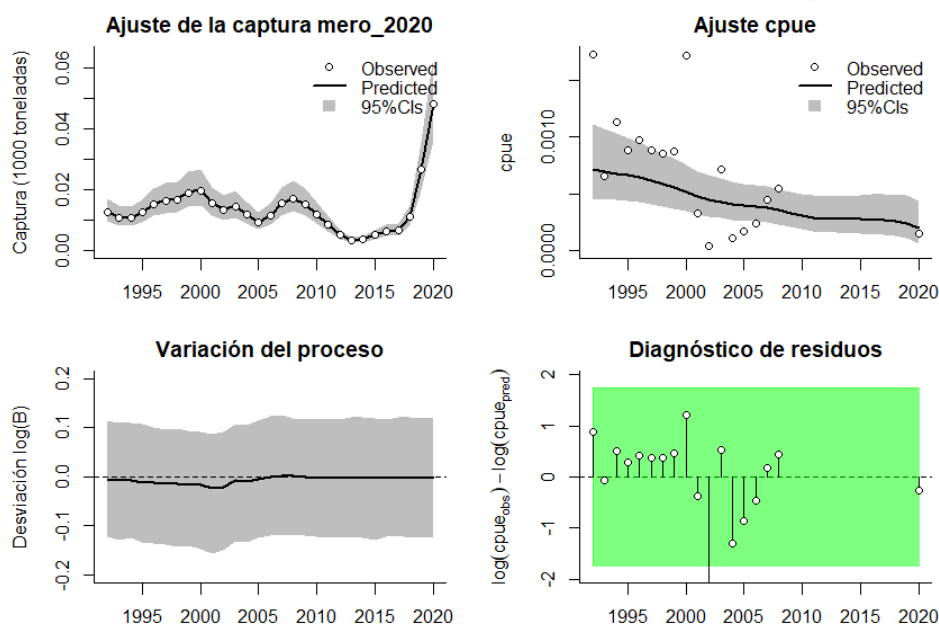 Ajuste de la captura mero_2020
Captura (1000 toneladas)
0.00 0.02 0.04 0.06
Observed
Predicted
95%CIs
1995 2000 2005 2010 2015 2020
Ajuste cpue
cpue
0.0000 0.0010
Observed
Predicted
95%CIs
1995 2000 2005 2010 2015 2020
Variación del proceso
Desviación log(B)
-0.2 -0.1 0.0 0.1 0.2
1995 2000 2005 2010 2015 2020
Diagnóstico de residuos
log(cpue_obs.) − log(cpue_pred)
-2 -1 0 1 2
1995 2000 2005 2010 2015 2020